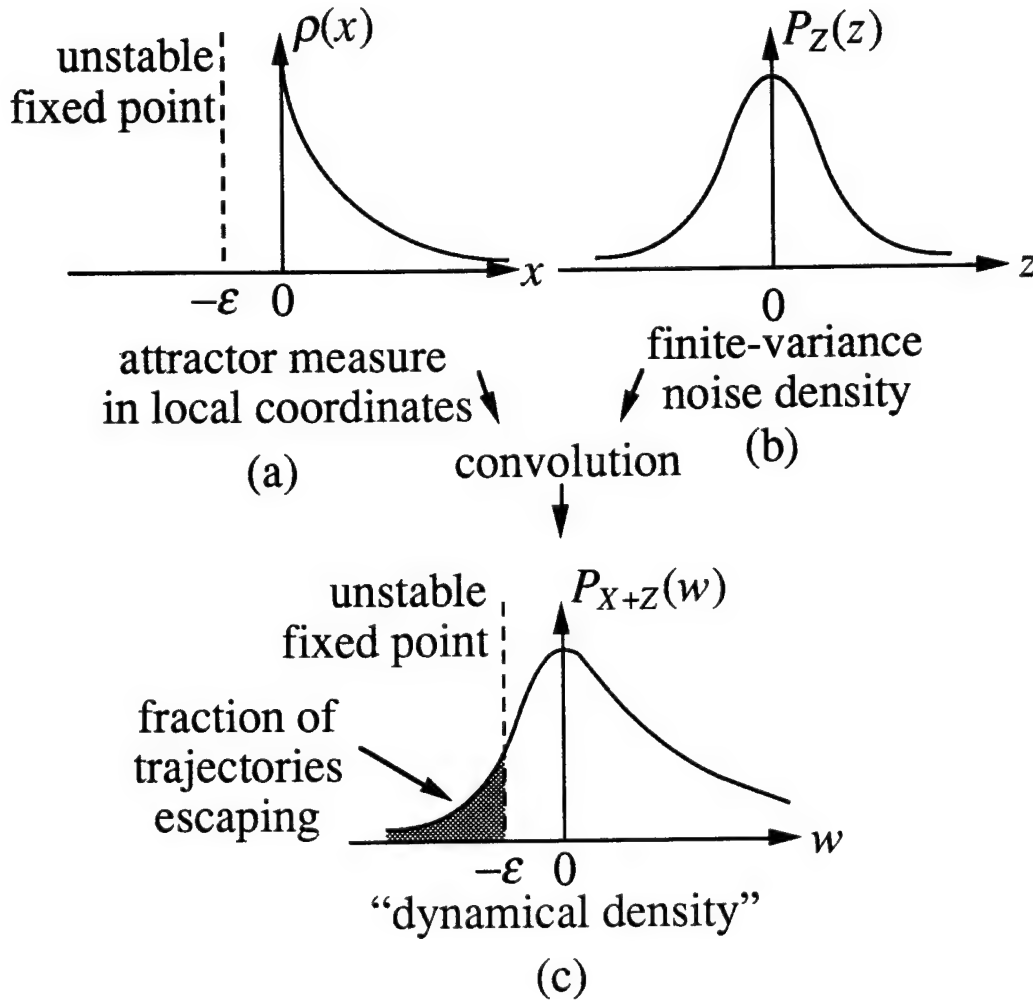 unstable
fixed point
ρ(x)
x
−ε 0
attractor measure
in local coordinates
(a)
P_Z(z)
z
0
finite-variance
noise density
(b)
convolution
unstable
fixed point
P_{X+Z}(w)
fraction of
trajectories
escaping
w
−ε 0
“dynamical density”
(c)